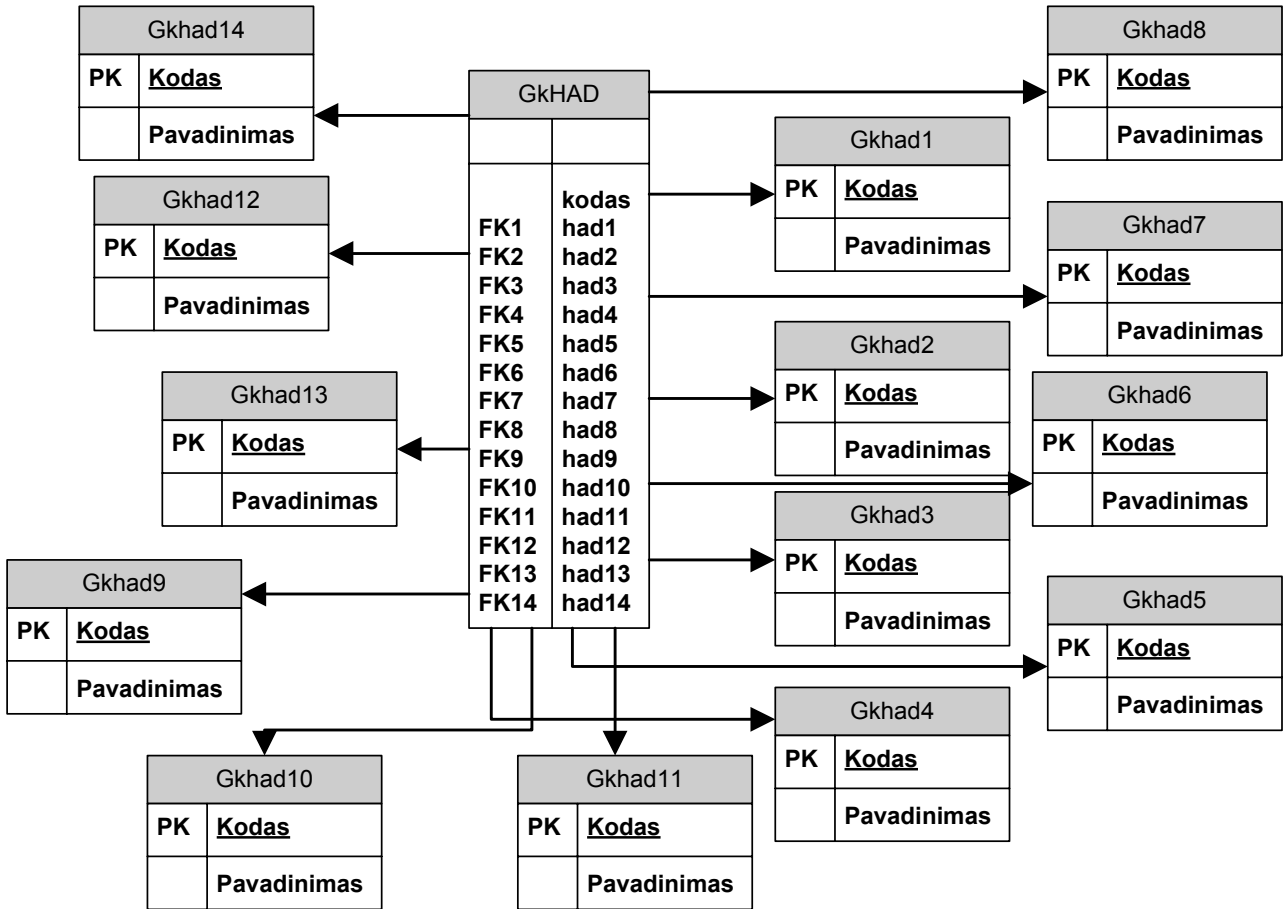 Gkhad14
PK Kodas
Pavadinimas
Gkhad8
PK Kodas
Pavadinimas
GkHAD
kodas
FK1 had1
FK2 had2
FK3 had3
FK4 had4
FK5 had5
FK6 had6
FK7 had7
FK8 had8
FK9 had9
FK10 had10
FK11 had11
FK12 had12
FK13 had13
FK14 had14
Gkhad1
PK Kodas
Pavadinimas
Gkhad12
PK Kodas
Pavadinimas
Gkhad7
PK Kodas
Pavadinimas
Gkhad2
PK Kodas
Pavadinimas
Gkhad13
PK Kodas
Pavadinimas
Gkhad6
PK Kodas
Pavadinimas
Gkhad3
PK Kodas
Pavadinimas
Gkhad9
PK Kodas
Pavadinimas
Gkhad5
PK Kodas
Pavadinimas
Gkhad4
PK Kodas
Pavadinimas
Gkhad10
PK Kodas
Pavadinimas
Gkhad11
PK Kodas
Pavadinimas